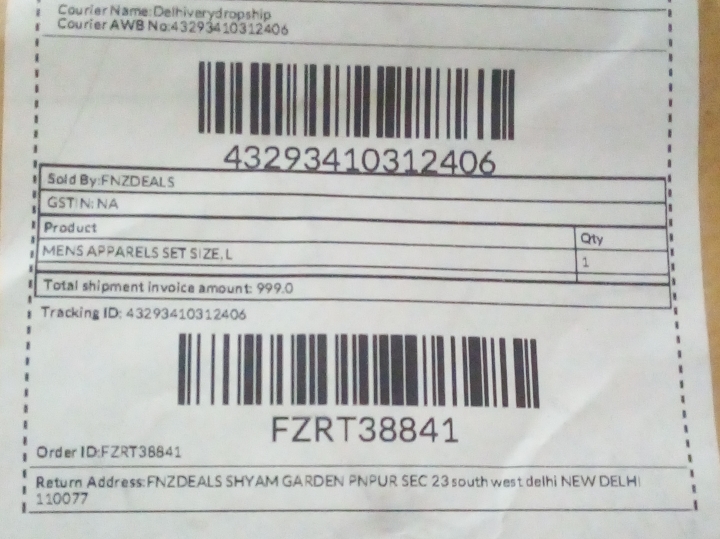 Courier Name:Delhiverydropship
Courier AWB No:43293410312406
43293410312406
Sold By:FNZDEALS
GSTIN: NA
Product Qty
MENS APPARELS SET SIZE,L 1
Total shipment invoice amount: 999.0
Tracking ID: 43293410312406
FZRT38841
Order ID:FZRT38841
Return Address:FNZDEALS SHYAM GARDEN PNPUR SEC 23 south west delhi NEW DELHI
110077